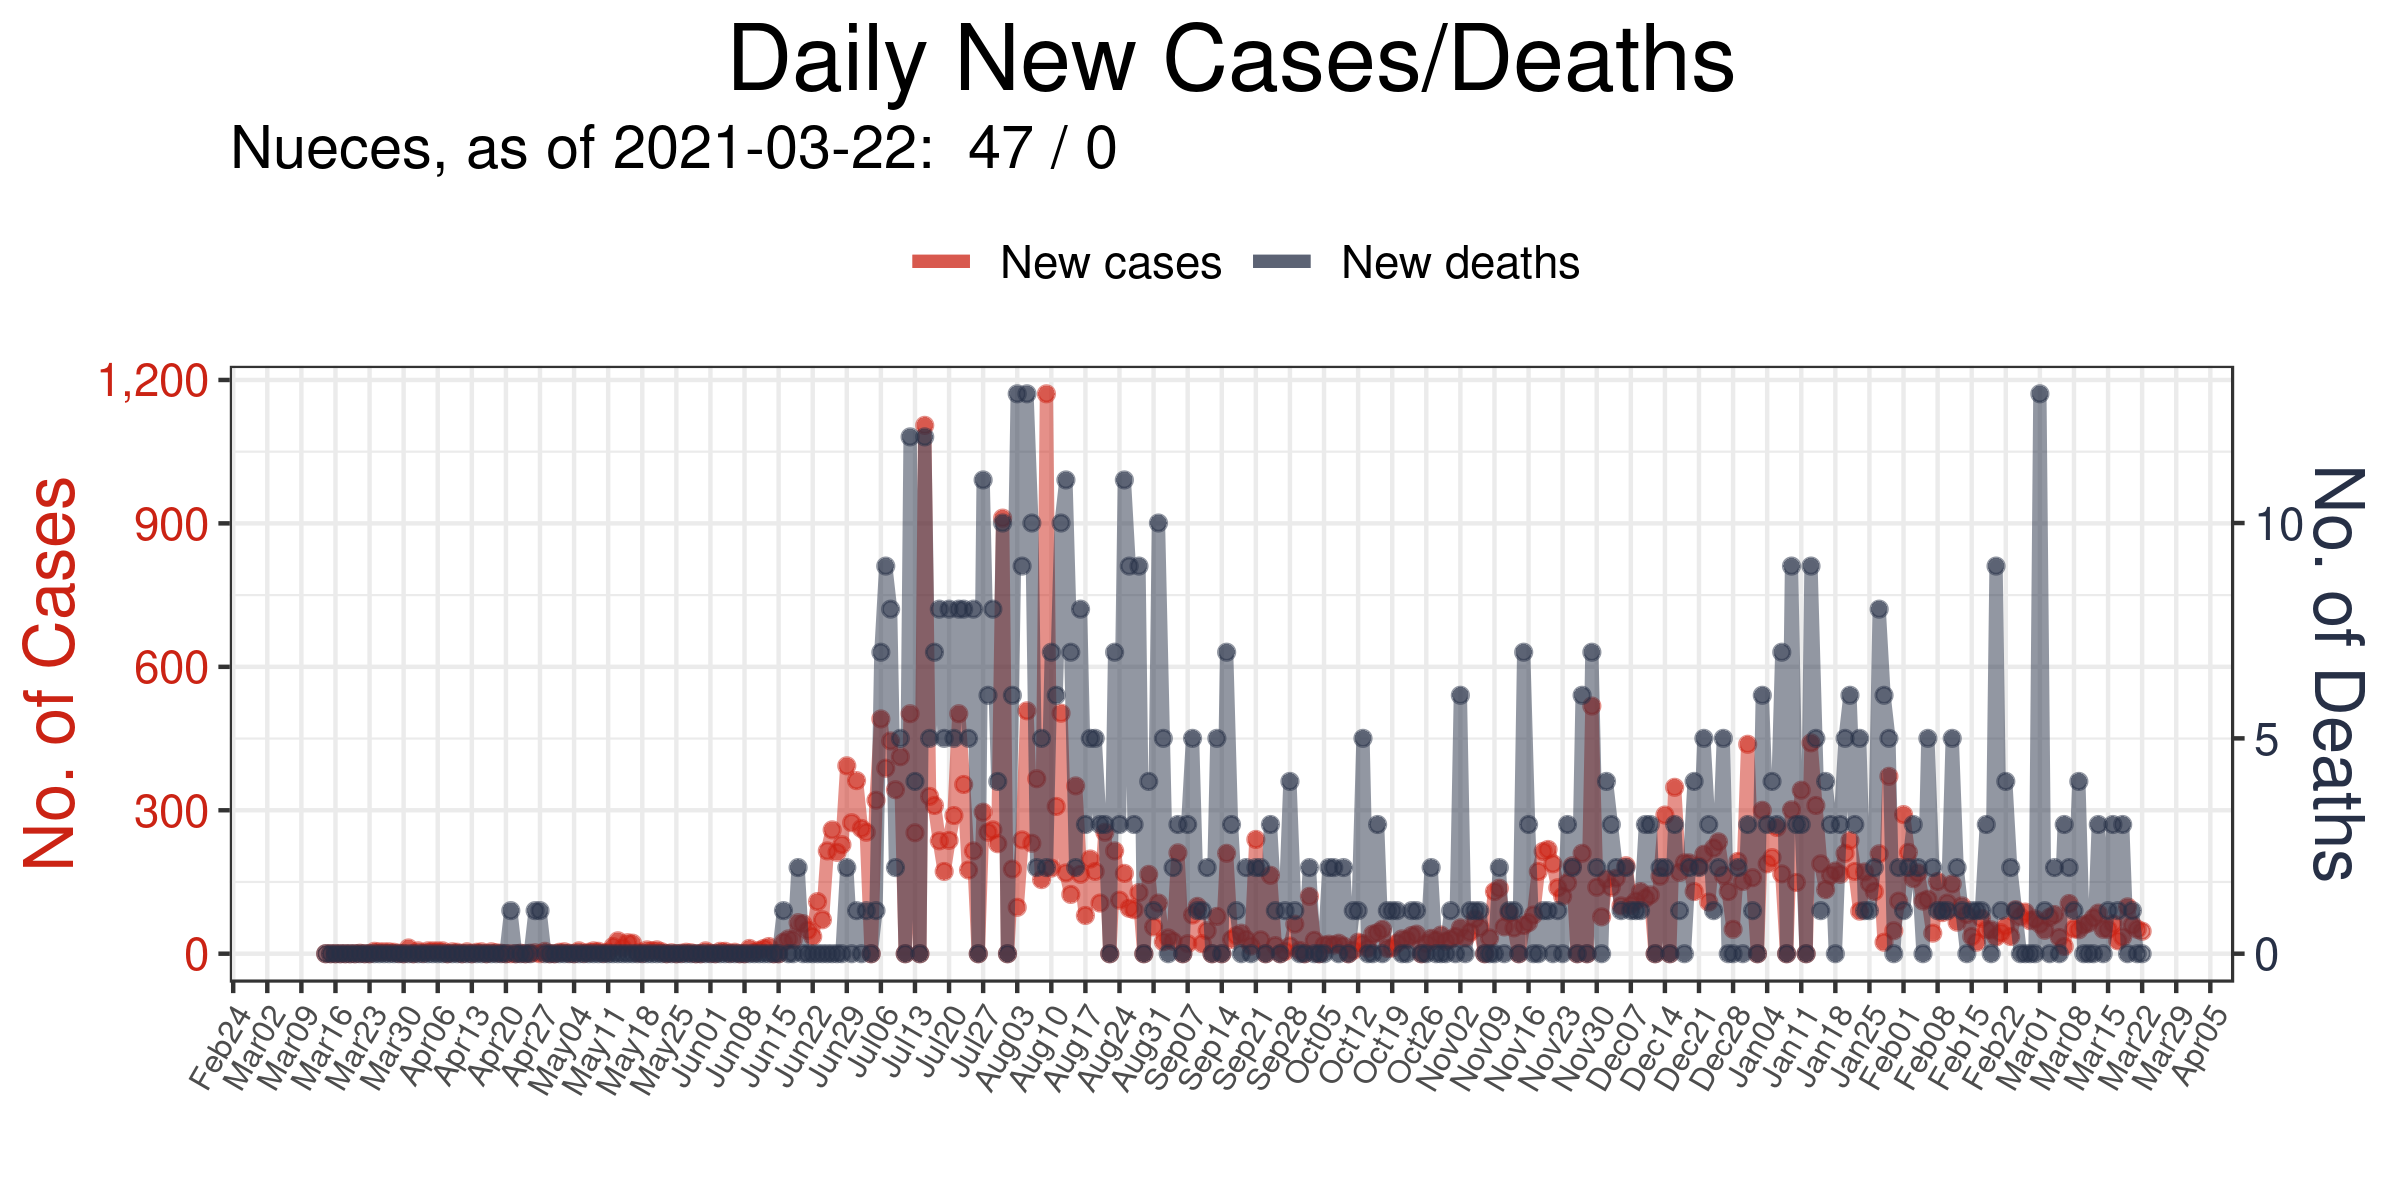 Daily New Cases/Deaths
Nueces, as of 2021-03-22:  47 / 0
New cases New deaths
No. of Cases
1,200
900
600
300
0
No. of Deaths
10
5
0
Feb24 Mar02 Mar09 Mar16 Mar23 Mar30 Apr06 Apr13 Apr20 Apr27 May04 May11 May18 May25 Jun01 Jun08 Jun15 Jun22 Jun29 Jul06 Jul13 Jul20 Jul27 Aug03 Aug10 Aug17 Aug24 Aug31 Sep07 Sep14 Sep21 Sep28 Oct05 Oct12 Oct19 Oct26 Nov02 Nov09 Nov16 Nov23 Nov30 Dec07 Dec14 Dec21 Dec28 Jan04 Jan11 Jan18 Jan25 Feb01 Feb08 Feb15 Feb22 Mar01 Mar08 Mar15 Mar22 Mar29 Apr05